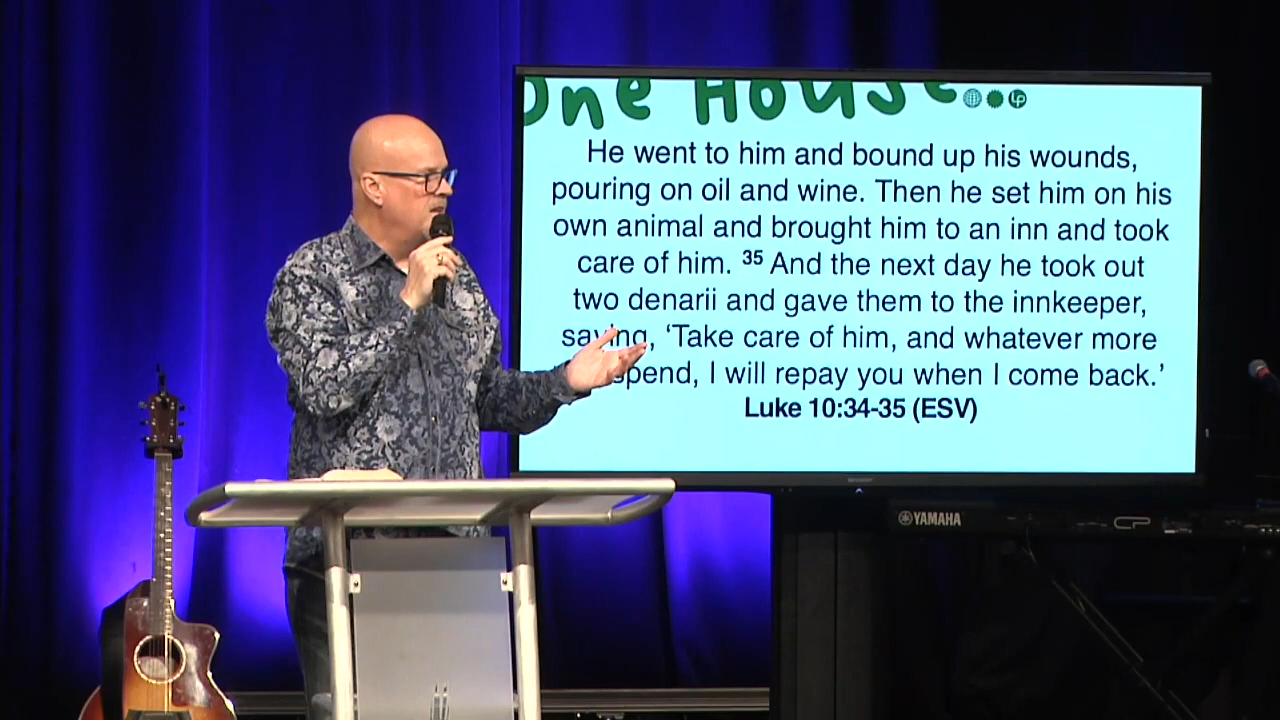 One House...
He went to him and bound up his wounds,
pouring on oil and wine. Then he set him on his
own animal and brought him to an inn and took
care of him. 35 And the next day he took out
two denarii and gave them to the innkeeper,
saying, ‘Take care of him, and whatever more
spend, I will repay you when I come back.’
Luke 10:34-35 (ESV)
SHARP
YAMAHA
CP